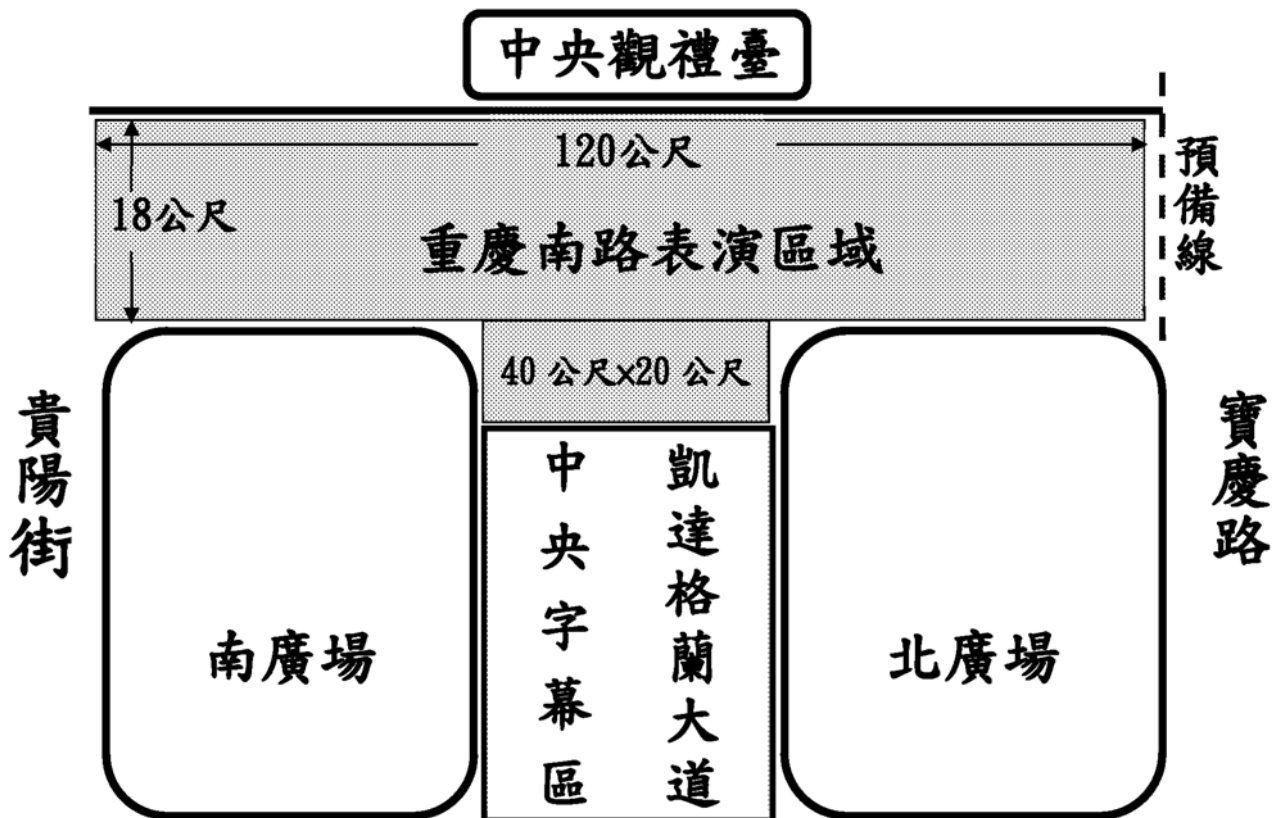 中央觀禮臺
120公尺
18公尺
重慶南路表演區域
預備線
40公尺×20公尺
貴陽街
南廣場
中央字幕區
凱達格蘭大道
北廣場
寶慶路